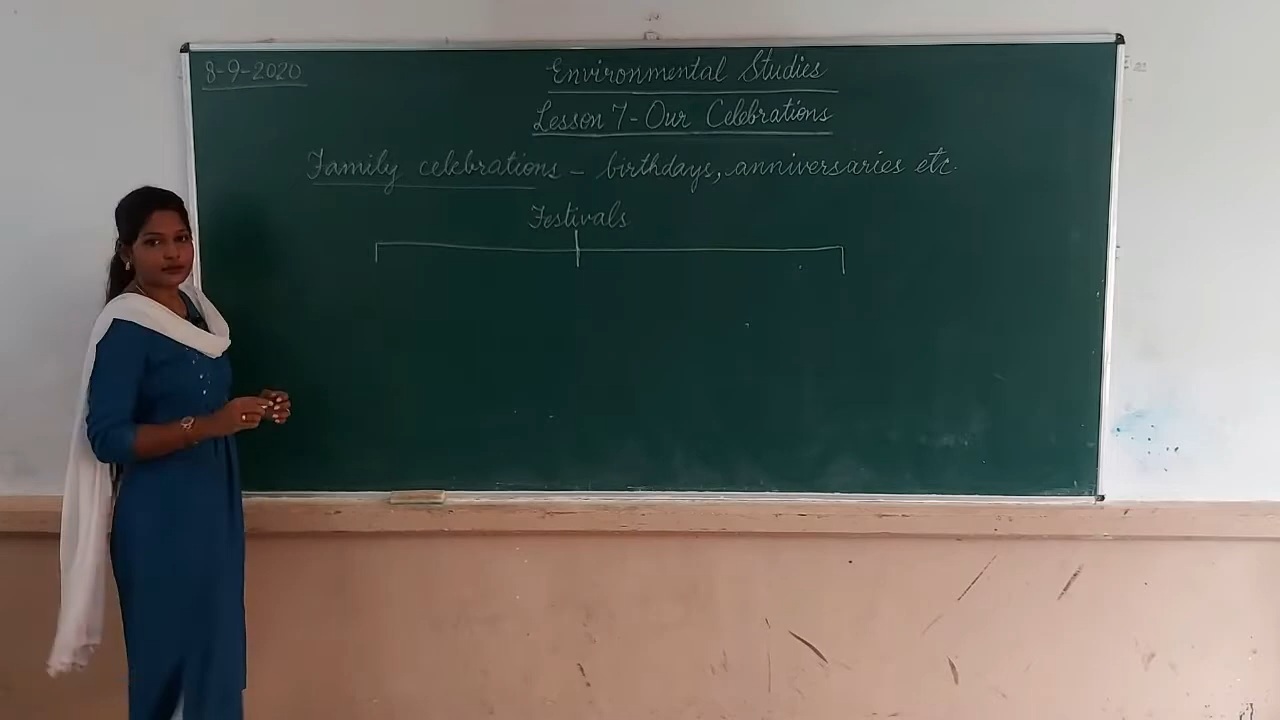 8-9-2020
Environmental Studies
Lesson 7- Our Celebrations
Family celebrations - birthdays, anniversaries etc.
Festivals